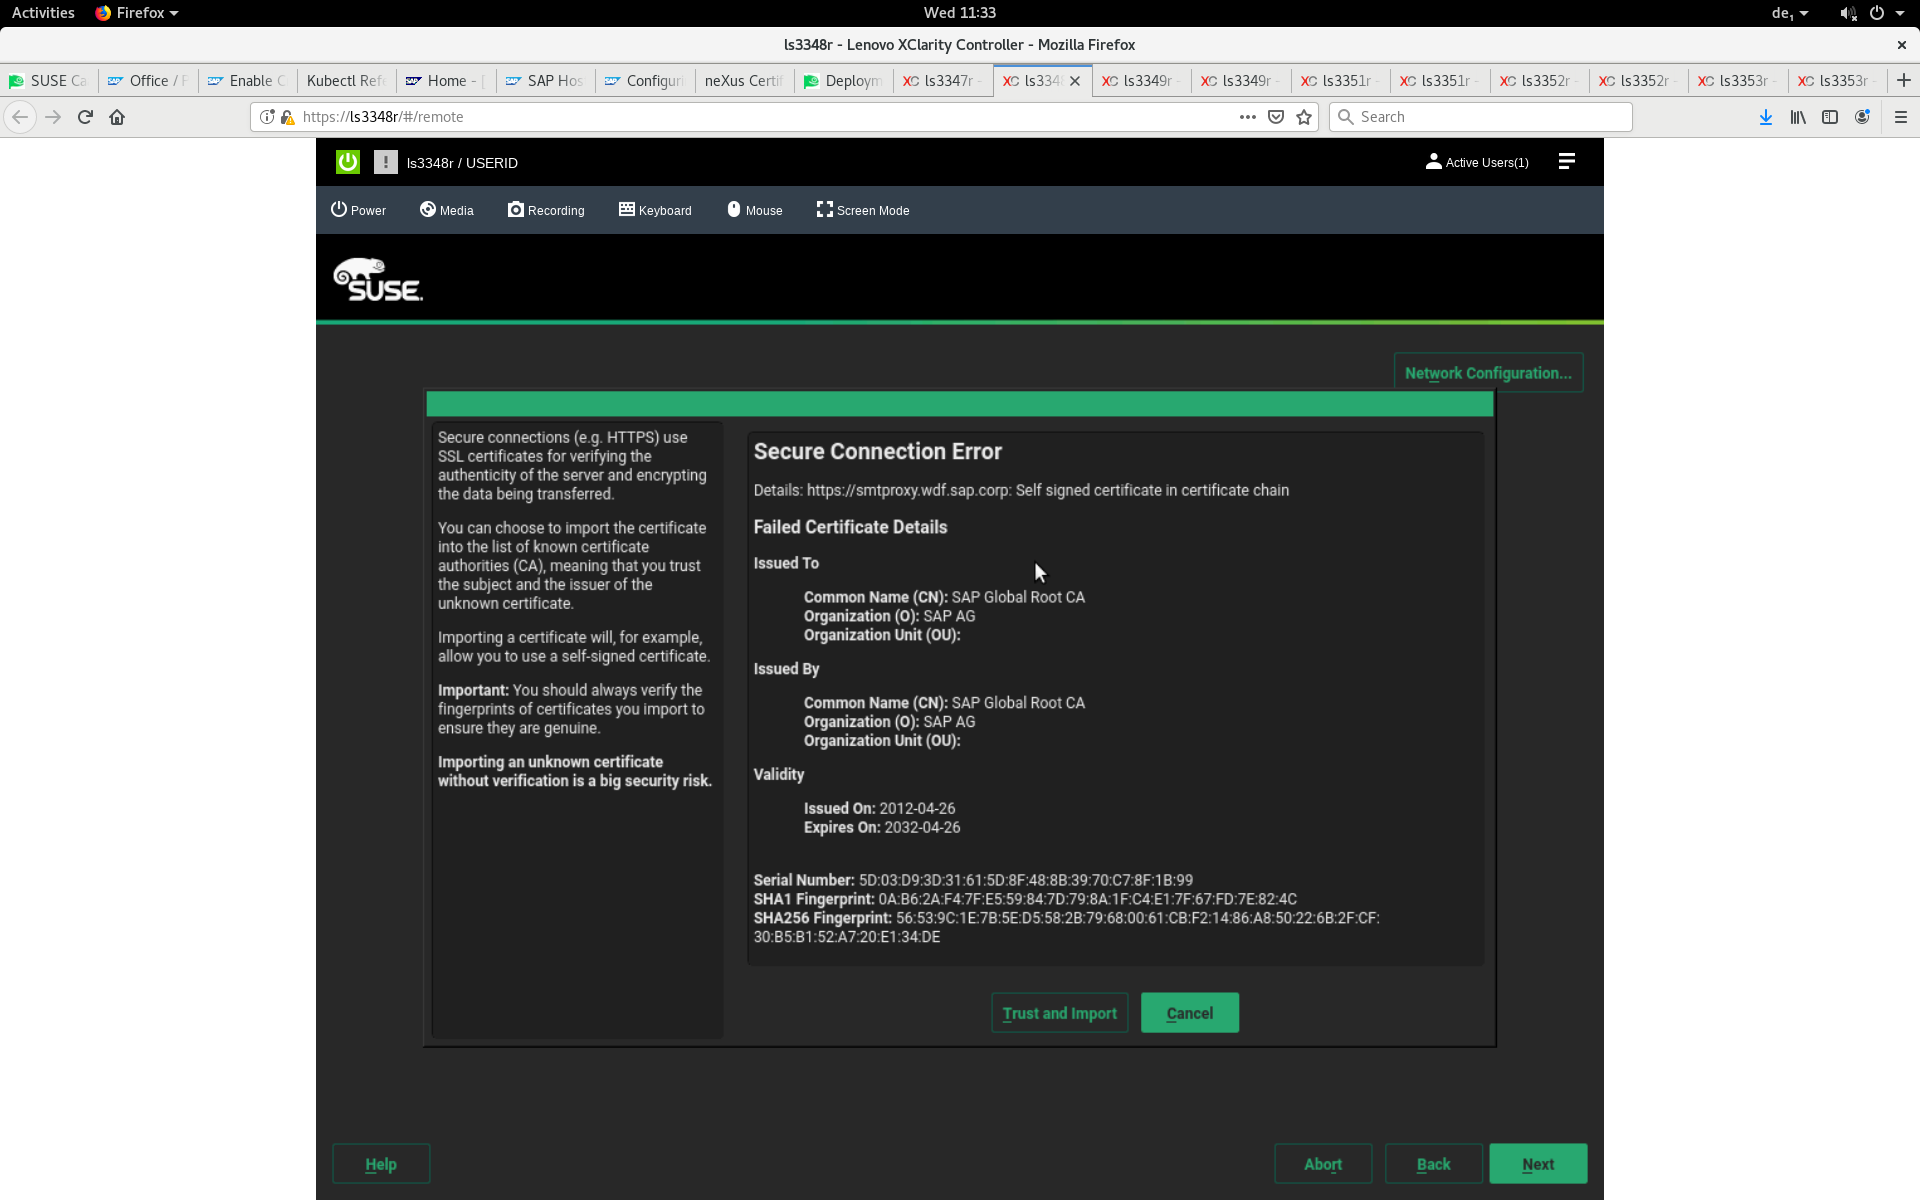 Activities Firefox Wed 11:33 de1
ls3348r - Lenovo XClarity Controller - Mozilla Firefox
SUSE Ca Office / Enable C Kubectl Ref Home - SAP Hos Configuri neXus Certif Deploym ls3347r - ls334 ls3349r - ls3349r - ls3351r - ls3351r - ls3352r - ls3352r - ls3353r - ls3353r -
https://ls3348r/#/remote Search
ls3348r / USERID Active Users(1)
Power Media Recording Keyboard Mouse Screen Mode
SUSE
Network Configuration...
Secure connections (e.g. HTTPS) use
SSL certificates for verifying the
authenticity of the server and encrypting
the data being transferred.
You can choose to import the certificate
into the list of known certificate
authorities (CA), meaning that you trust
the subject and the issuer of the
unknown certificate.
Importing a certificate will, for example,
allow you to use a self-signed certificate.
Important: You should always verify the
fingerprints of certificates you import to
ensure they are genuine.
Importing an unknown certificate
without verification is a big security risk.
Secure Connection Error
Details: https://smtproxy.wdf.sap.corp: Self signed certificate in certificate chain
Failed Certificate Details
Issued To
Common Name (CN): SAP Global Root CA
Organization (O): SAP AG
Organization Unit (OU):
Issued By
Common Name (CN): SAP Global Root CA
Organization (O): SAP AG
Organization Unit (OU):
Validity
Issued On: 2012-04-26
Expires On: 2032-04-26
Serial Number: 5D:03:D9:3D:31:61:5D:8F:48:8B:39:70:C7:8F:1B:99
SHA1 Fingerprint: 0A:B6:2A:F4:7F:E5:59:84:7D:79:8A:1F:C4:E1:7F:67:FD:7E:82:4C
SHA256 Fingerprint: 56:53:9C:1E:7B:5E:D5:58:2B:79:68:00:61:CB:F2:14:86:A8:50:22:6B:2F:CF:
30:B5:B1:52:A7:20:E1:34:DE
Trust and Import Cancel
Help Abort Back Next